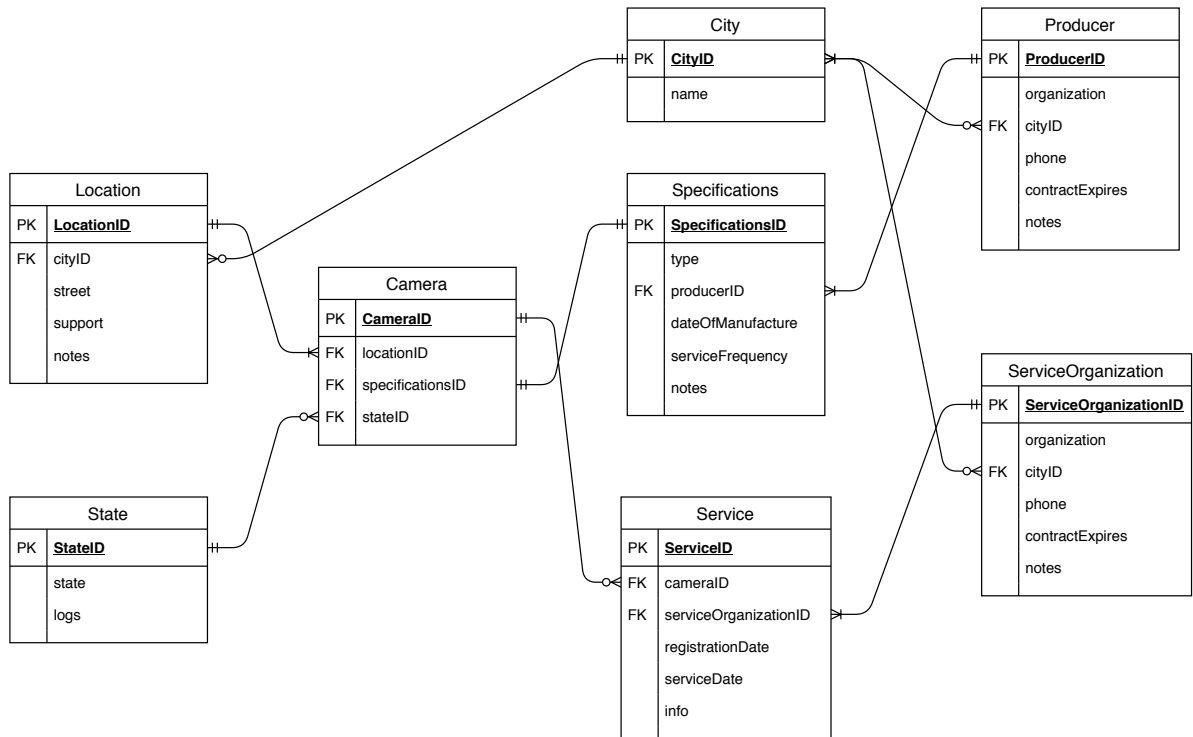 City
PK CityID
name
Producer
PK ProducerID
organization
FK cityID
phone
contractExpires
notes
Location
PK LocationID
FK cityID
street
support
notes
Specifications
PK SpecificationsID
type
FK producerID
dateOfManufacture
serviceFrequency
notes
Camera
PK CameraID
FK locationID
FK specificationsID
FK stateID
ServiceOrganization
PK ServiceOrganizationID
organization
FK cityID
phone
contractExpires
notes
State
PK StateID
state
logs
Service
PK ServiceID
FK cameraID
FK serviceOrganizationID
registrationDate
serviceDate
info